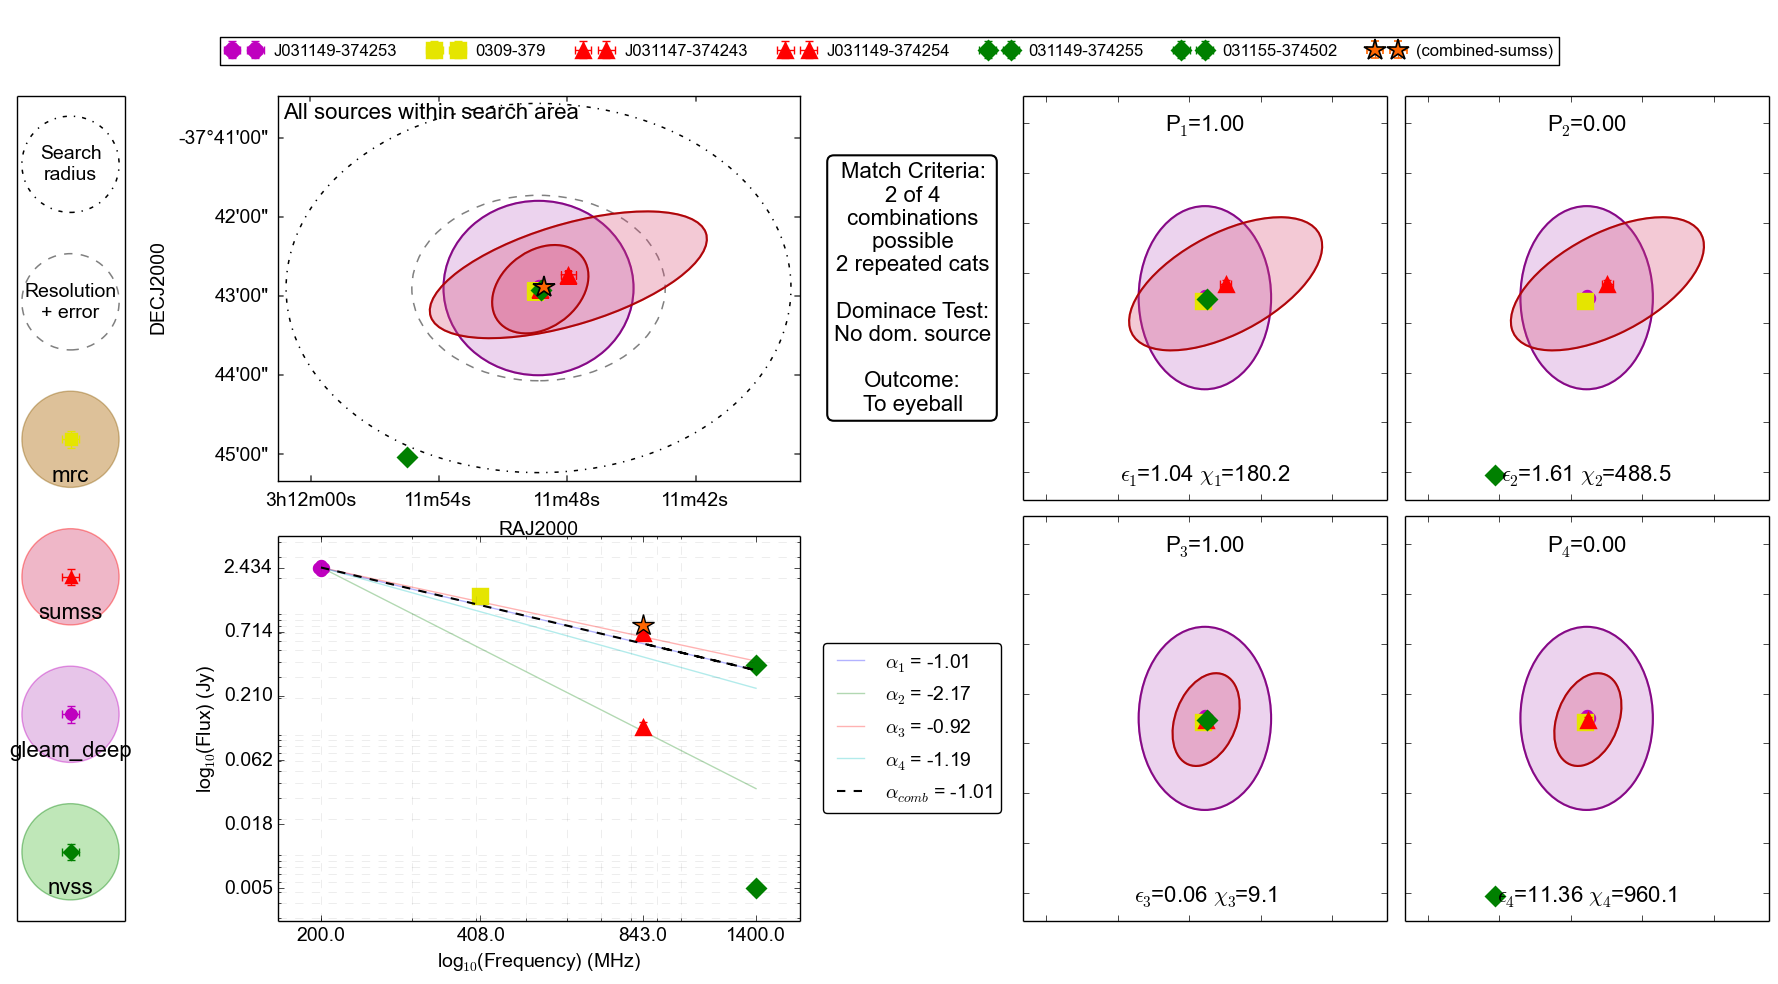 J031149-374253 0309-379 J031147-374243 J031149-374254 031149-374255 031155-374502 (combined-sumss)
Search
radius
Resolution
+ error
mrc
sumss
gleam_deep
nvss
All sources within search area
DECJ2000
-37°41'00"
42'00"
43'00"
44'00"
45'00"
3h12m00s 11m54s 11m48s 11m42s
RAJ2000
Match Criteria:
2 of 4
combinations
possible
2 repeated cats
Dominace Test:
No dom. source
Outcome:
To eyeball
log10(Flux) (Jy)
2.434
0.714
0.210
0.062
0.018
0.005
200.0 408.0 843.0 1400.0
log10(Frequency) (MHz)
α1 = -1.01
α2 = -2.17
α3 = -0.92
α4 = -1.19
αcomb = -1.01
P1=1.00
ϵ1=1.04 χ1=180.2
P2=0.00
ϵ2=1.61 χ2=488.5
P3=1.00
ϵ3=0.06 χ3=9.1
P4=0.00
ϵ4=11.36 χ4=960.1